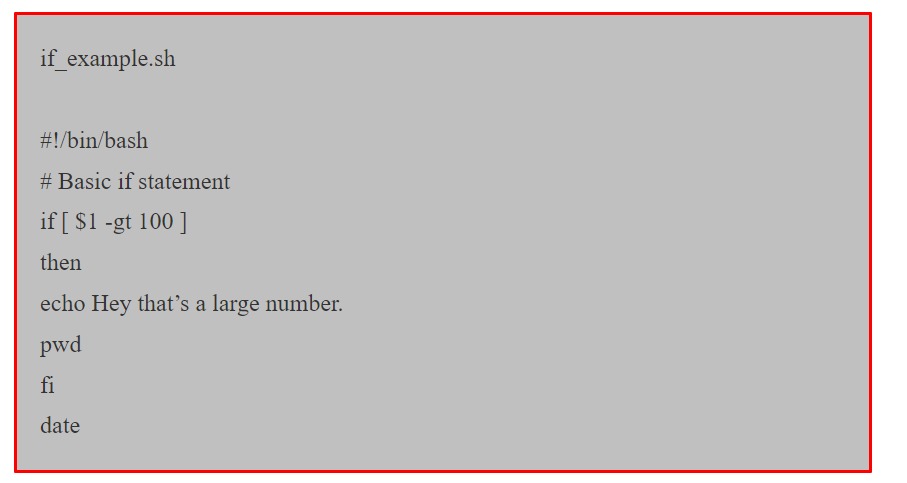 if_example.sh
#!/bin/bash
# Basic if statement
if [ $1 -gt 100 ]
then
echo Hey that’s a large number.
pwd
fi
date